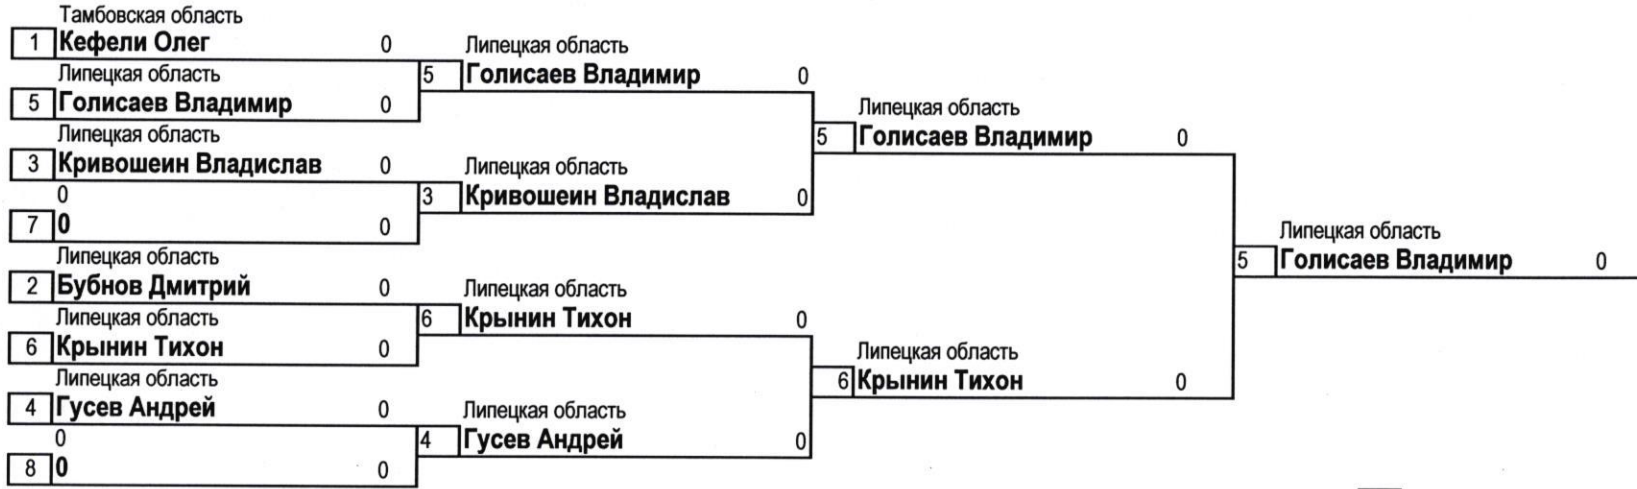 Тамбовская область
1 Кефели Олег 0
Липецкая область
5 Голисаев Владимир 0
Липецкая область
3 Кривошеин Владислав 0
0
7 0 0
Липецкая область
2 Бубнов Дмитрий 0
Липецкая область
6 Крынин Тихон 0
Липецкая область
4 Гусев Андрей 0
0
8 0 0
Липецкая область
5 Голисаев Владимир 0
Липецкая область
3 Кривошеин Владислав 0
Липецкая область
6 Крынин Тихон 0
Липецкая область
4 Гусев Андрей 0
Липецкая область
5 Голисаев Владимир 0
Липецкая область
6 Крынин Тихон 0
Липецкая область
5 Голисаев Владимир 0